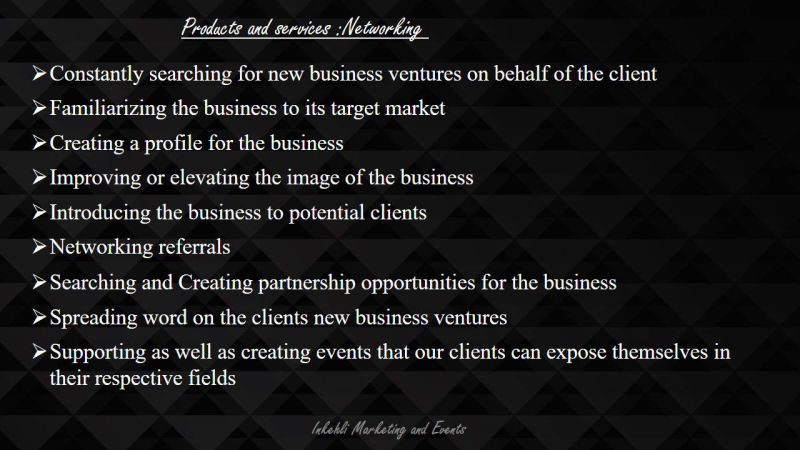 Products and services :Networking
➢Constantly searching for new business ventures on behalf of the client
➢Familiarizing the business to its target market
➢Creating a profile for the business
➢Improving or elevating the image of the business
➢Introducing the business to potential clients
➢Networking referrals
➢Searching and Creating partnership opportunities for the business
➢Spreading word on the clients new business ventures
➢Supporting as well as creating events that our clients can expose themselves in
their respective fields
Inkehli Marketing and Events